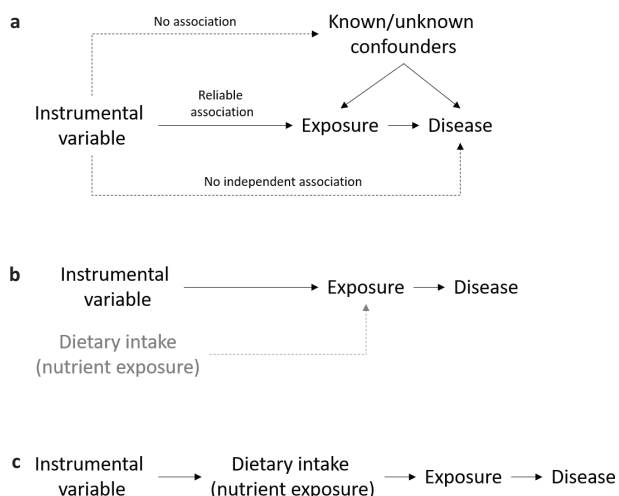 a
No association
Known/unknown
confounders
Instrumental
variable
Reliable
association
Exposure
Disease
No independent association
b
Instrumental
variable
Exposure
Disease
Dietary intake
(nutrient exposure)
c
Instrumental
variable
Dietary intake
(nutrient exposure)
Exposure
Disease